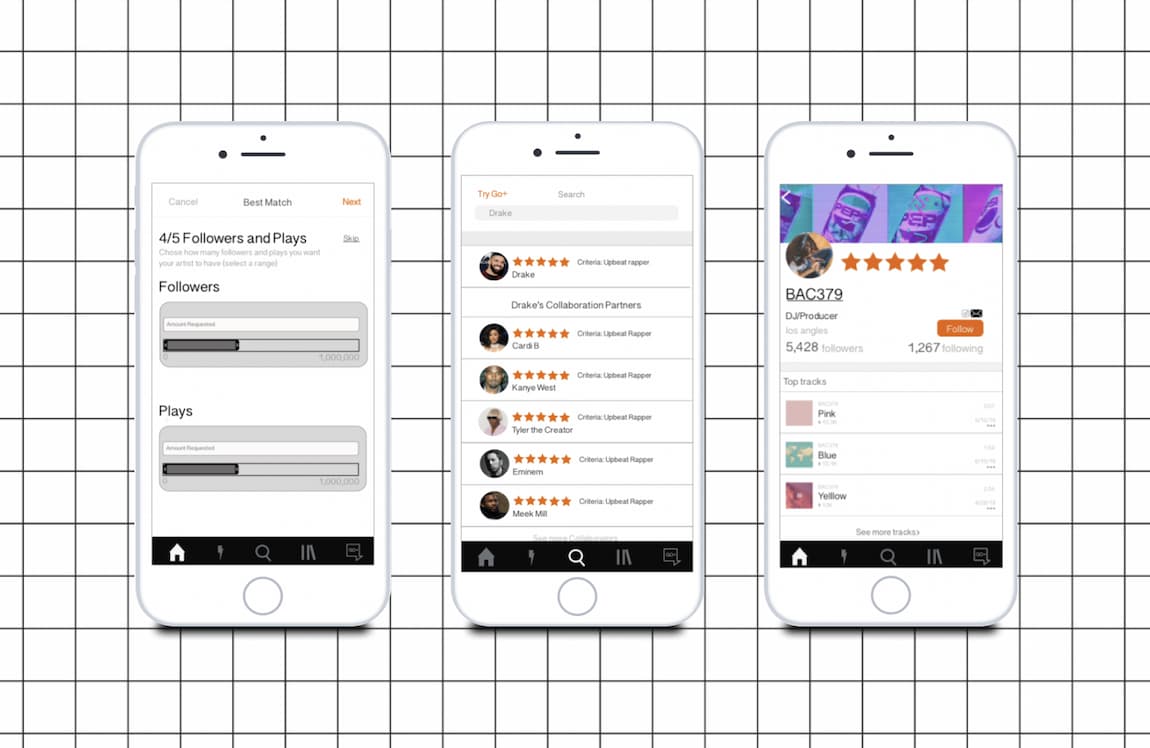 Cancel Best Match Next
4/5 Followers and Plays Skip
Chose how many followers and plays you want
your artist to have (select a range)
Followers
Amount Requested
0 1,000,000
Plays
Amount Requested
0 1,000,000
GO+
Try Go+ Search
Drake
Criteria: Upbeat rapper
Drake
Drake's Collaboration Partners
Criteria: Upbeat Rapper
Cardi B
Criteria: Upbeat Rapper
Kanye West
Criteria: Upbeat Rapper
Tyler the Creator
Criteria: Upbeat Rapper
Eminem
Criteria: Upbeat Rapper
Meek Mill
See more Collaborators
GO+
PEP
BAC379
DJ/Producer
los angles
Follow
5,428 followers 1,267 following
Top tracks
BAC379
Pink
BAC379
Blue
BAC379
Yelllow
See more tracks>
GO+